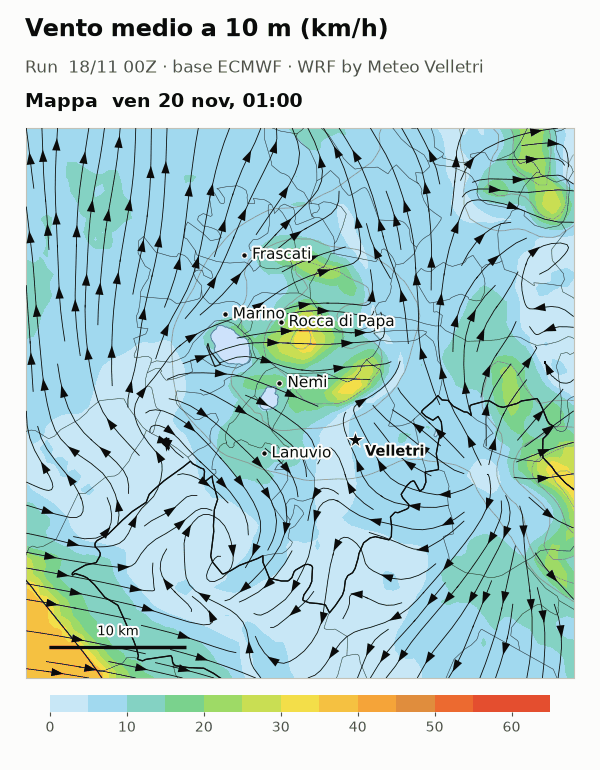 Vento medio a 10 m (km/h)
Run 18/11 00Z · base ECMWF · WRF by Meteo Velletri
Mappa ven 20 nov, 01:00
Frascati
Marino
Rocca di Papa
Nemi
Velletri
Lanuvio
10 km
0 10 20 30 40 50 60